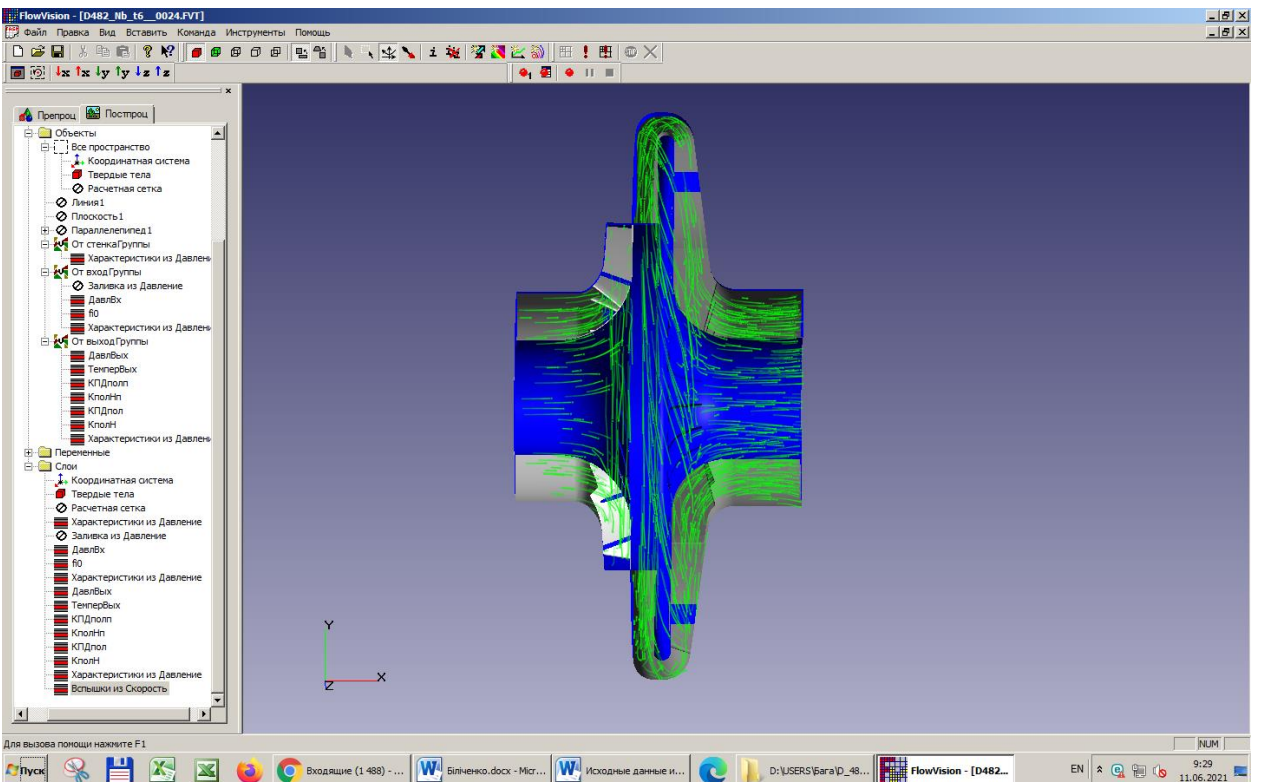 FlowVision - [D482_Nb_t6__0024.FVT]
Файл Правка Вид Вставить Команда Инструменты Помощь
↓x ↑x ↓y ↑y ↓z ↑z
Препроц Постпроц
Объекты
Все пространство
Координатная система
Твердые тела
Расчетная сетка
Линия1
Плоскость1
Параллелепипед1
От стенкаГруппы
Характеристики из Давлен
От входГруппы
Заливка из Давление
ДавлВх
fi0
Характеристики из Давлен
От выходГруппы
ДавлВых
ТемперВых
КПДполп
КполНп
КПДпол
КполН
Характеристики из Давлен
Переменные
Слои
Координатная система
Твердые тела
Расчетная сетка
Характеристики из Давление
Заливка из Давление
ДавлВх
fi0
Характеристики из Давление
ДавлВых
ТемперВых
КПДполп
КполНп
КПДпол
КполН
Характеристики из Давление
Вспышки из Скорость
Y
X
Z
Для вызова помощи нажмите F1
NUM
Пуск
Входящие (1 488) - ...
Біліченко.docx - Micr...
Исходные данные и...
D:\USERS\Бага\D_48...
FlowVision - [D482...
EN
9:29
11.06.2021